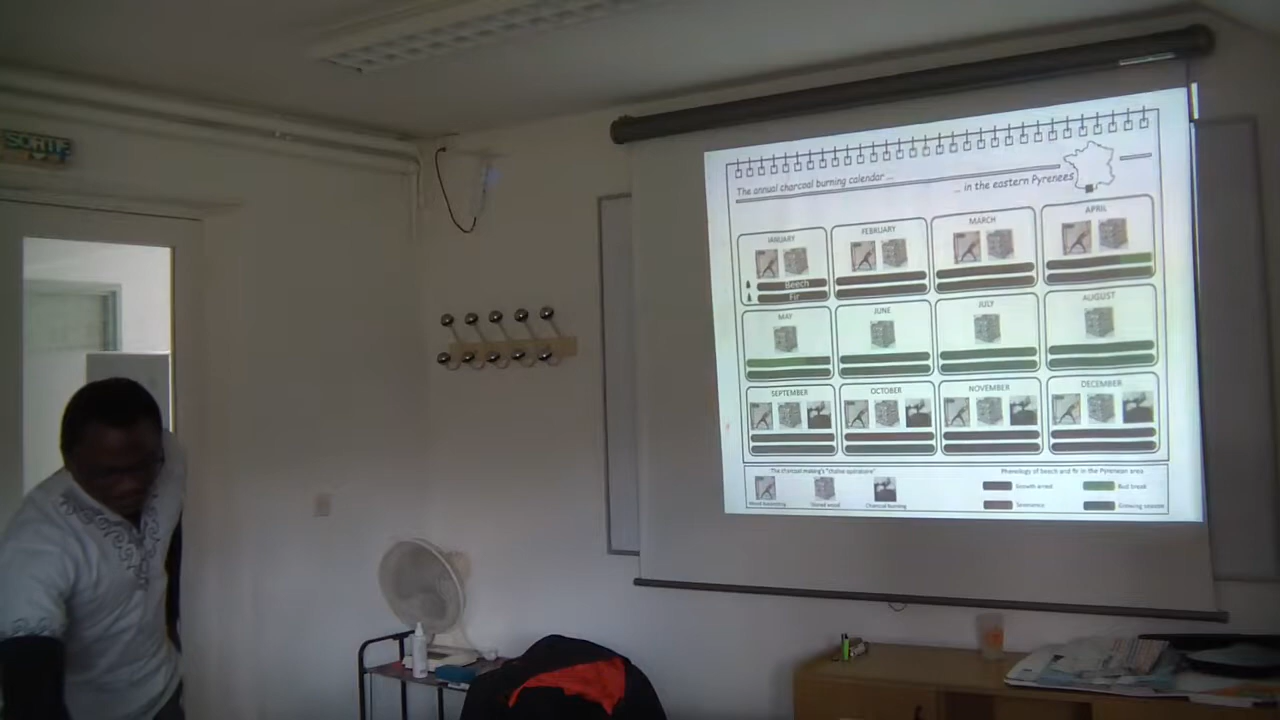 SORTIE
The annual charcoal burning calendar ...
... in the eastern Pyrenees
JANUARY
FEBRUARY
MARCH
APRIL
Beech
Fir
MAY
JUNE
JULY
AUGUST
SEPTEMBER
OCTOBER
NOVEMBER
DECEMBER
The charcoal making's "chaîne opératoire"
Phenology of beech and fir in the Pyrenean area
Wood harvesting
Stored wood
Charcoal burning
Growth arrest
Bud break
Senescence
Growing season